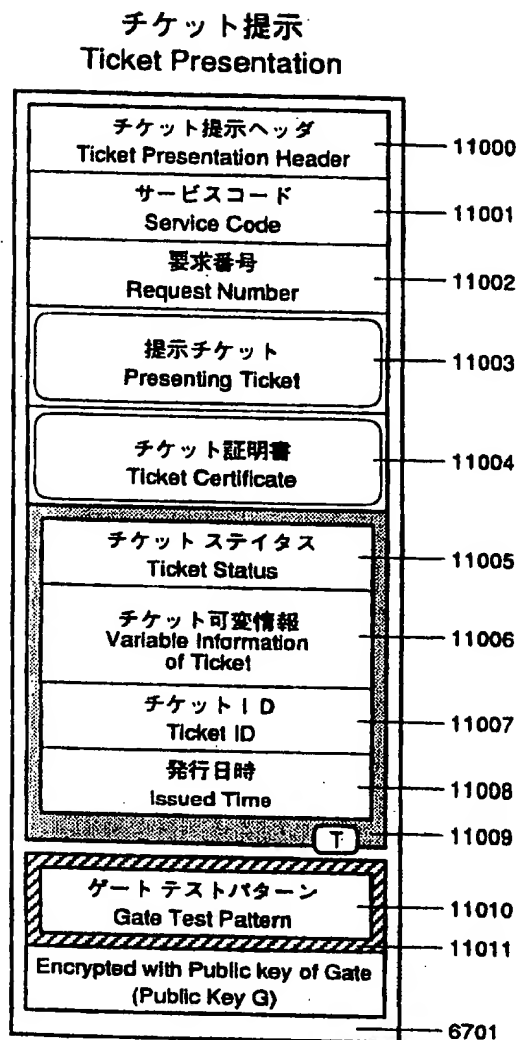 チケット提示
Ticket Presentation
チケット提示ヘッダ
Ticket Presentation Header
11000
サービスコード
Service Code
11001
要求番号
Request Number
11002
提示チケット
Presenting Ticket
11003
チケット証明書
Ticket Certificate
11004
チケット ステイタス
Ticket Status
11005
チケット可変情報
Variable Information
of Ticket
11006
チケットID
Ticket ID
11007
発行日時
Issued Time
11008
T
11009
ゲート テストパターン
Gate Test Pattern
11010
11011
Encrypted with Public key of Gate
(Public Key G)
6701